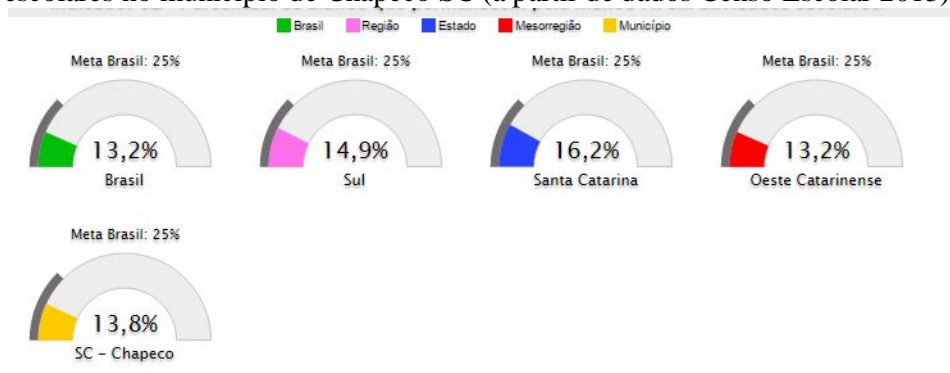 escolares no município de Chapecó SC (a partir de dados Censo Escolar 2013)
Brasil Região Estado Mesorregião Município
Meta Brasil: 25% Meta Brasil: 25% Meta Brasil: 25% Meta Brasil: 25%
13,2% 14,9% 16,2% 13,2%
Brasil Sul Santa Catarina Oeste Catarinense
Meta Brasil: 25%
13,8%
SC - Chapeco